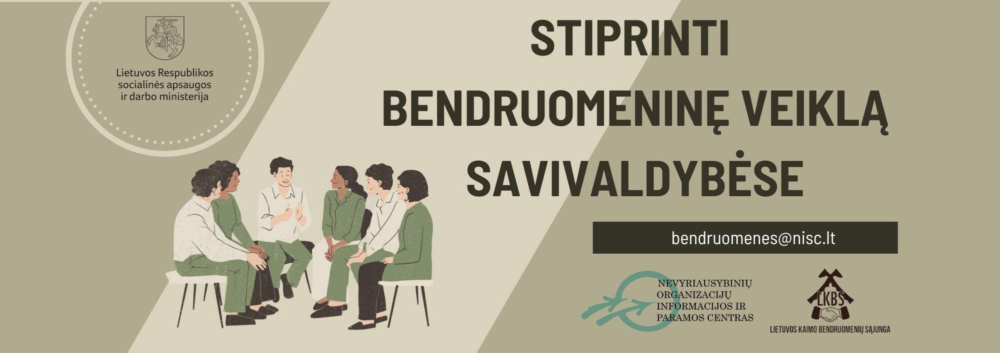 Lietuvos Respublikos
socialinės apsaugos
ir darbo ministerija
STIPRINTI
BENDRUOMENINĘ VEIKLĄ
SAVIVALDYBĖSE
bendruomenes@nisc.lt
NEVYRIAUSYBINIŲ
ORGANIZACIJŲ
INFORMACIJOS IR
PARAMOS CENTRAS
LKBS
LIETUVOS KAIMO BENDRUOMENIŲ SĄJUNGA